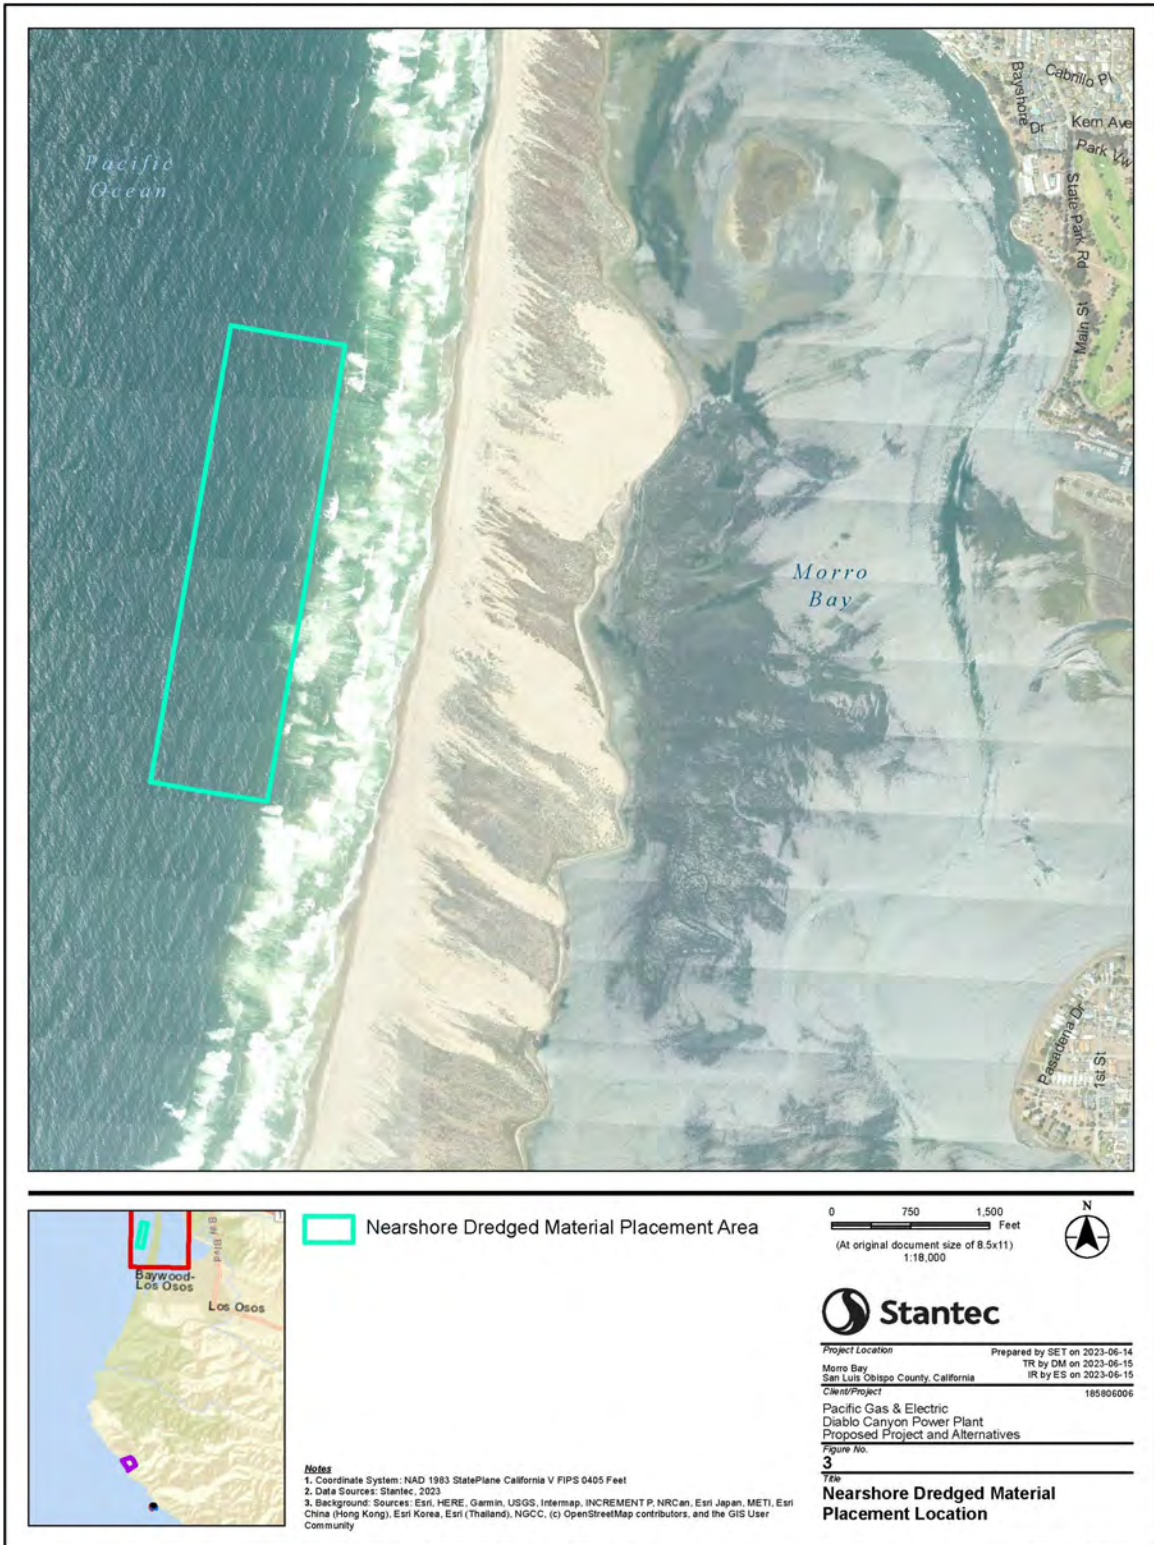 Pacific
Ocean
Bayshore
Dr
Cabrillo Pl
Kern Ave
Park Vw
State Park Rd
Main St
Morro
Bay
Pasadena Dr
1st St
Nearshore Dredged Material Placement Area
0 750 1,500
Feet
(At original document size of 8.5x11)
1:18,000
N
Bay Blvd
1
Baywood-
Los Osos
Los Osos
Stantec
Project Location
Morro Bay
San Luis Obispo County, California
Prepared by SET on 2023-06-14
TR by DM on 2023-06-15
IR by ES on 2023-06-15
Client/Project
185806006
Pacific Gas & Electric
Diablo Canyon Power Plant
Proposed Project and Alternatives
Figure No.
3
Title
Nearshore Dredged Material
Placement Location
Notes
1. Coordinate System: NAD 1983 StatePlane California V FIPS 0405 Feet
2. Data Sources: Stantec, 2023
3. Background: Sources: Esri, HERE, Garmin, USGS, Intermap, INCREMENT P, NRCan, Esri Japan, METI, Esri
China (Hong Kong), Esri Korea, Esri (Thailand), NGCC, (c) OpenStreetMap contributors, and the GIS User
Community